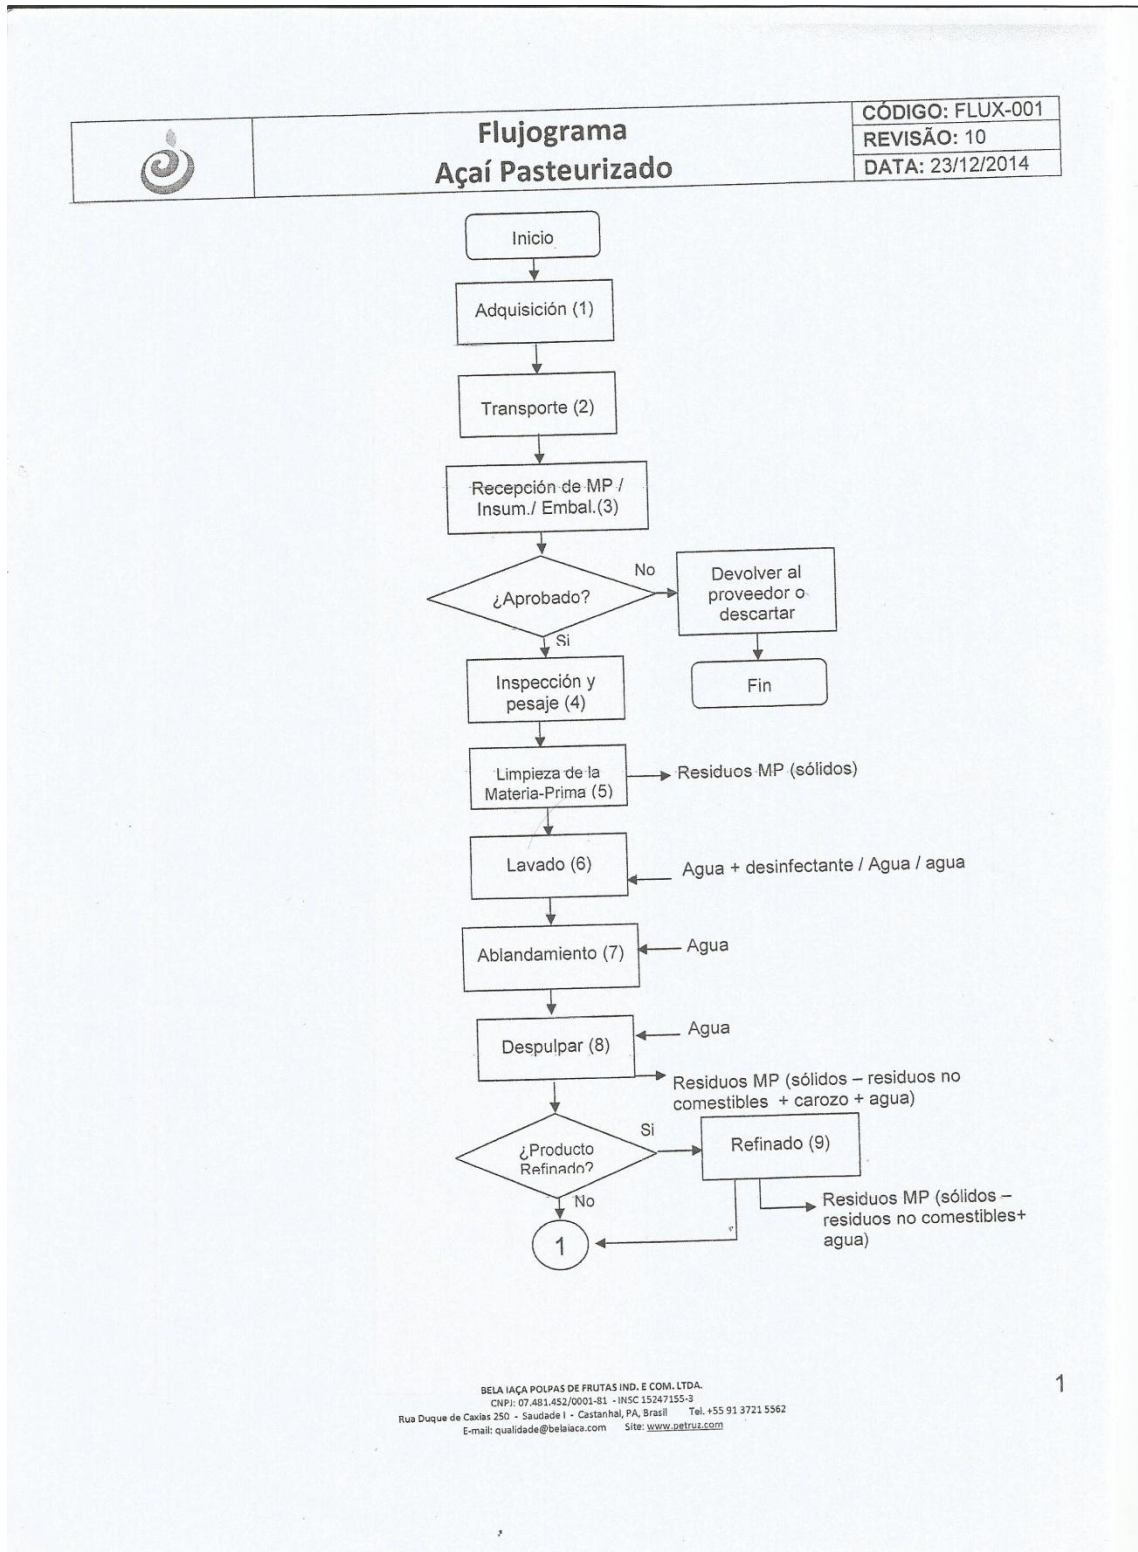 Flujograma
Açaí Pasteurizado
CÓDIGO: FLUX-001
REVISÃO: 10
DATA: 23/12/2014
Inicio
Adquisición (1)
Transporte (2)
Recepción de MP /
Insum./ Embal.(3)
¿Aprobado?
No
Devolver al
proveedor o
descartar
Si
Fin
Inspección y
pesaje (4)
Limpieza de la
Materia-Prima (5)
Residuos MP (sólidos)
Lavado (6)
Agua + desinfectante / Agua / agua
Ablandamiento (7)
Agua
Despulpar (8)
Agua
Residuos MP (sólidos – residuos no
comestibles + carozo + agua)
¿Producto
Refinado?
Si
Refinado (9)
No
Residuos MP (sólidos –
residuos no comestibles+
agua)
1
BELA IAÇA POLPAS DE FRUTAS IND. E COM. LTDA.
CNPJ: 07.481.452/0001-81 - INSC 15247155-3
Rua Duque de Caxias 250 - Saudade I - Castanhal, PA, Brasil Tel. +55 91 3721 5562
E-mail: qualidade@belaiaca.com Site: www.petruz.com
1